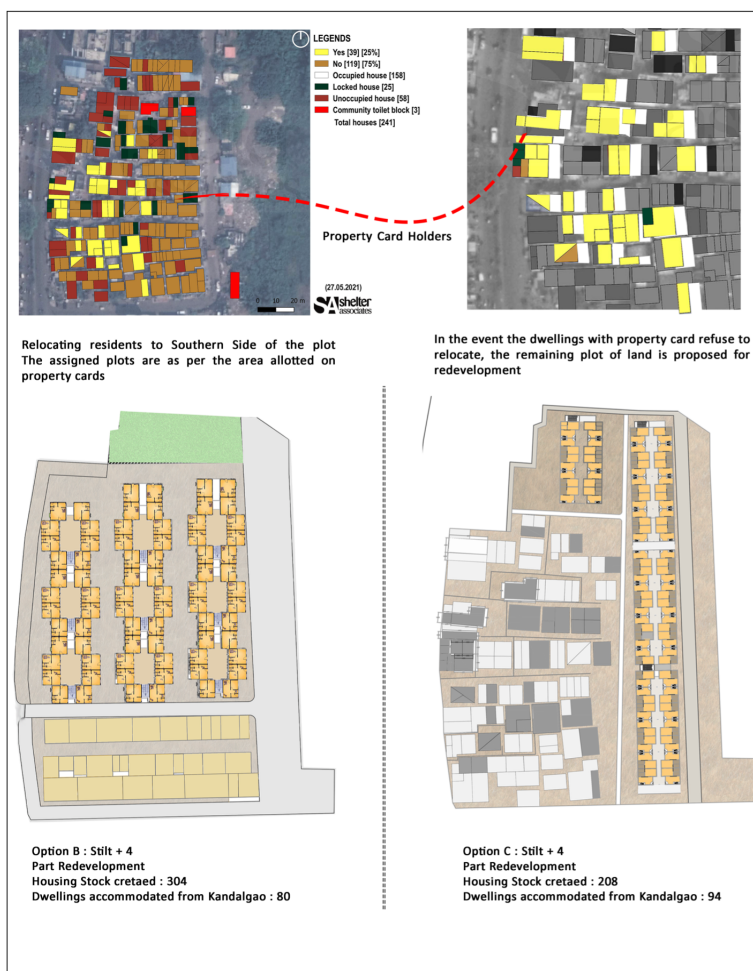 LEGENDS
Yes [39] [25%]
No [119] [75%]
Occupied house [158]
Locked house [25]
Unoccupied house [58]
Community toilet block [3]
Total houses [241]
Property Card Holders
(27.05.2021)
SA shelter
associates
0 10 20 m
Relocating residents to Southern Side of the plot
The assigned plots are as per the area allotted on
property cards
In the event the dwellings with property card refuse to
relocate, the remaining plot of land is proposed for
redevelopment
Option B : Stilt + 4
Part Redevelopment
Housing Stock cretaed : 304
Dwellings accommodated from Kandalgao : 80
Option C : Stilt + 4
Part Redevelopment
Housing Stock cretaed : 208
Dwellings accommodated from Kandalgao : 94